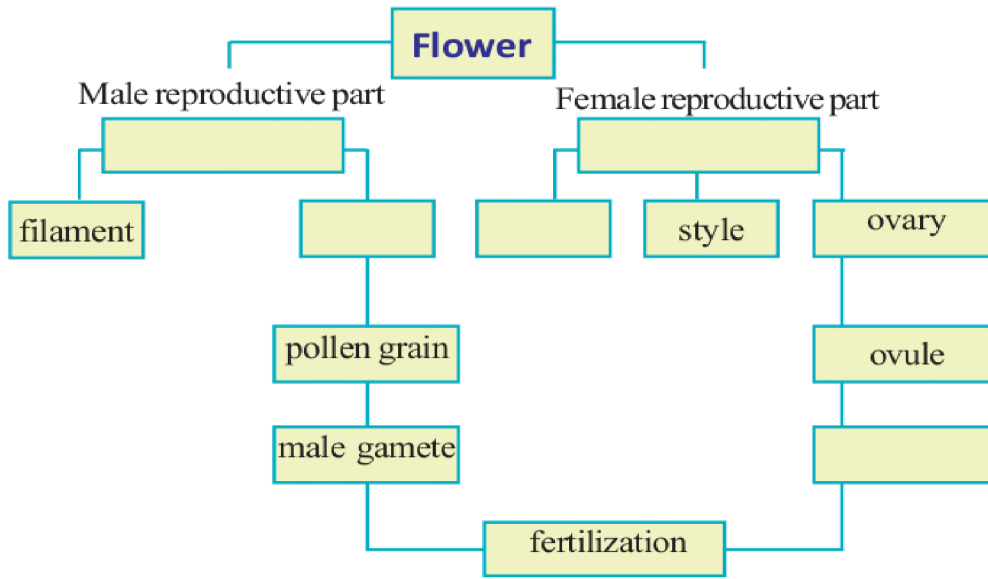 Flower
Male reproductive part
Female reproductive part
filament
style
ovary
pollen grain
ovule
male gamete
fertilization